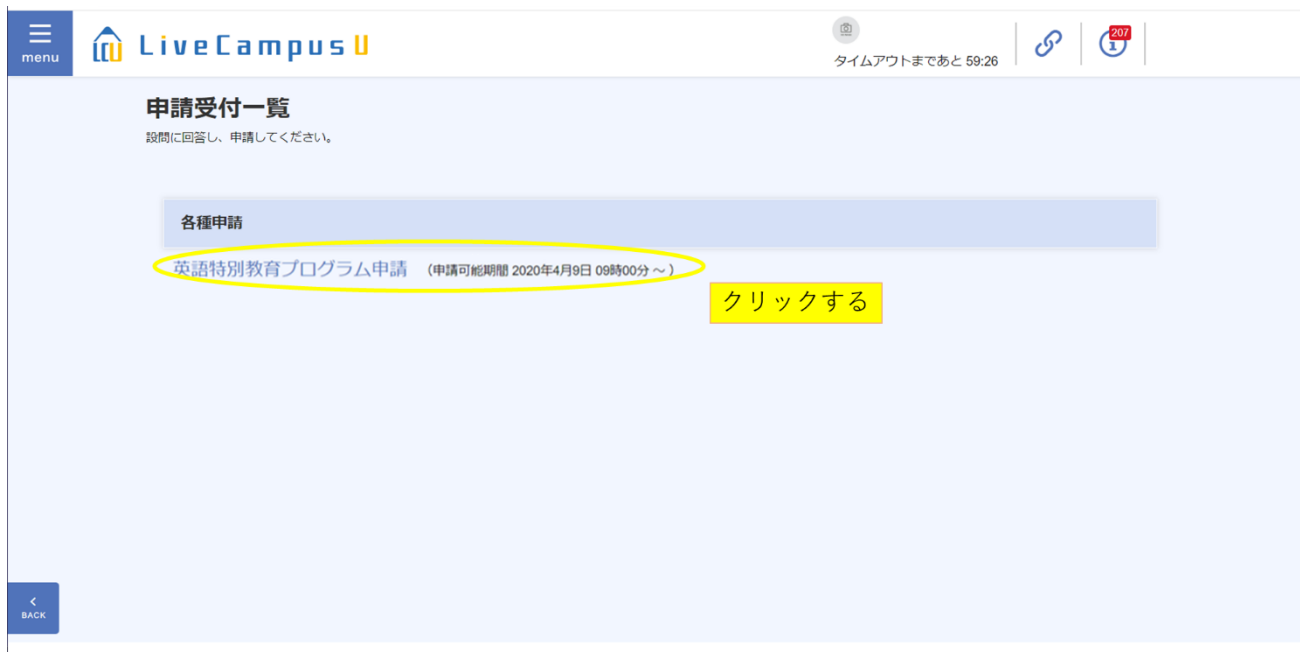 menu
LiveCampusU
タイムアウトまであと 59:26
207
申請受付一覧
設問に回答し、申請してください。
各種申請
英語特別教育プログラム申請 (申請可能期間 2020年4月9日 09時00分 ～ )
クリックする
BACK